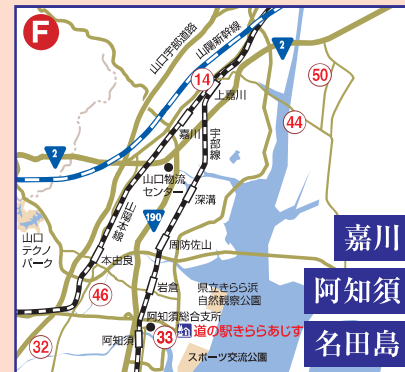 F
山口宇部道路
山陽新幹線
2
50
14
上嘉川
44
嘉川
宇部線
2
山口物流
センター
深溝
190
山陽本線
山口
テクノ
パーク
周防佐山
嘉川
本由良
岩倉
県立きらら浜
自然観察公園
46
阿知須
阿知須総合支所
道の駅きららあじす
33
阿知須
32
スポーツ交流公園
名田島